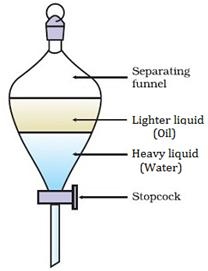 Separating
funnel
Lighter liquid
(Oil)
Heavy liquid
(Water)
Stopcock